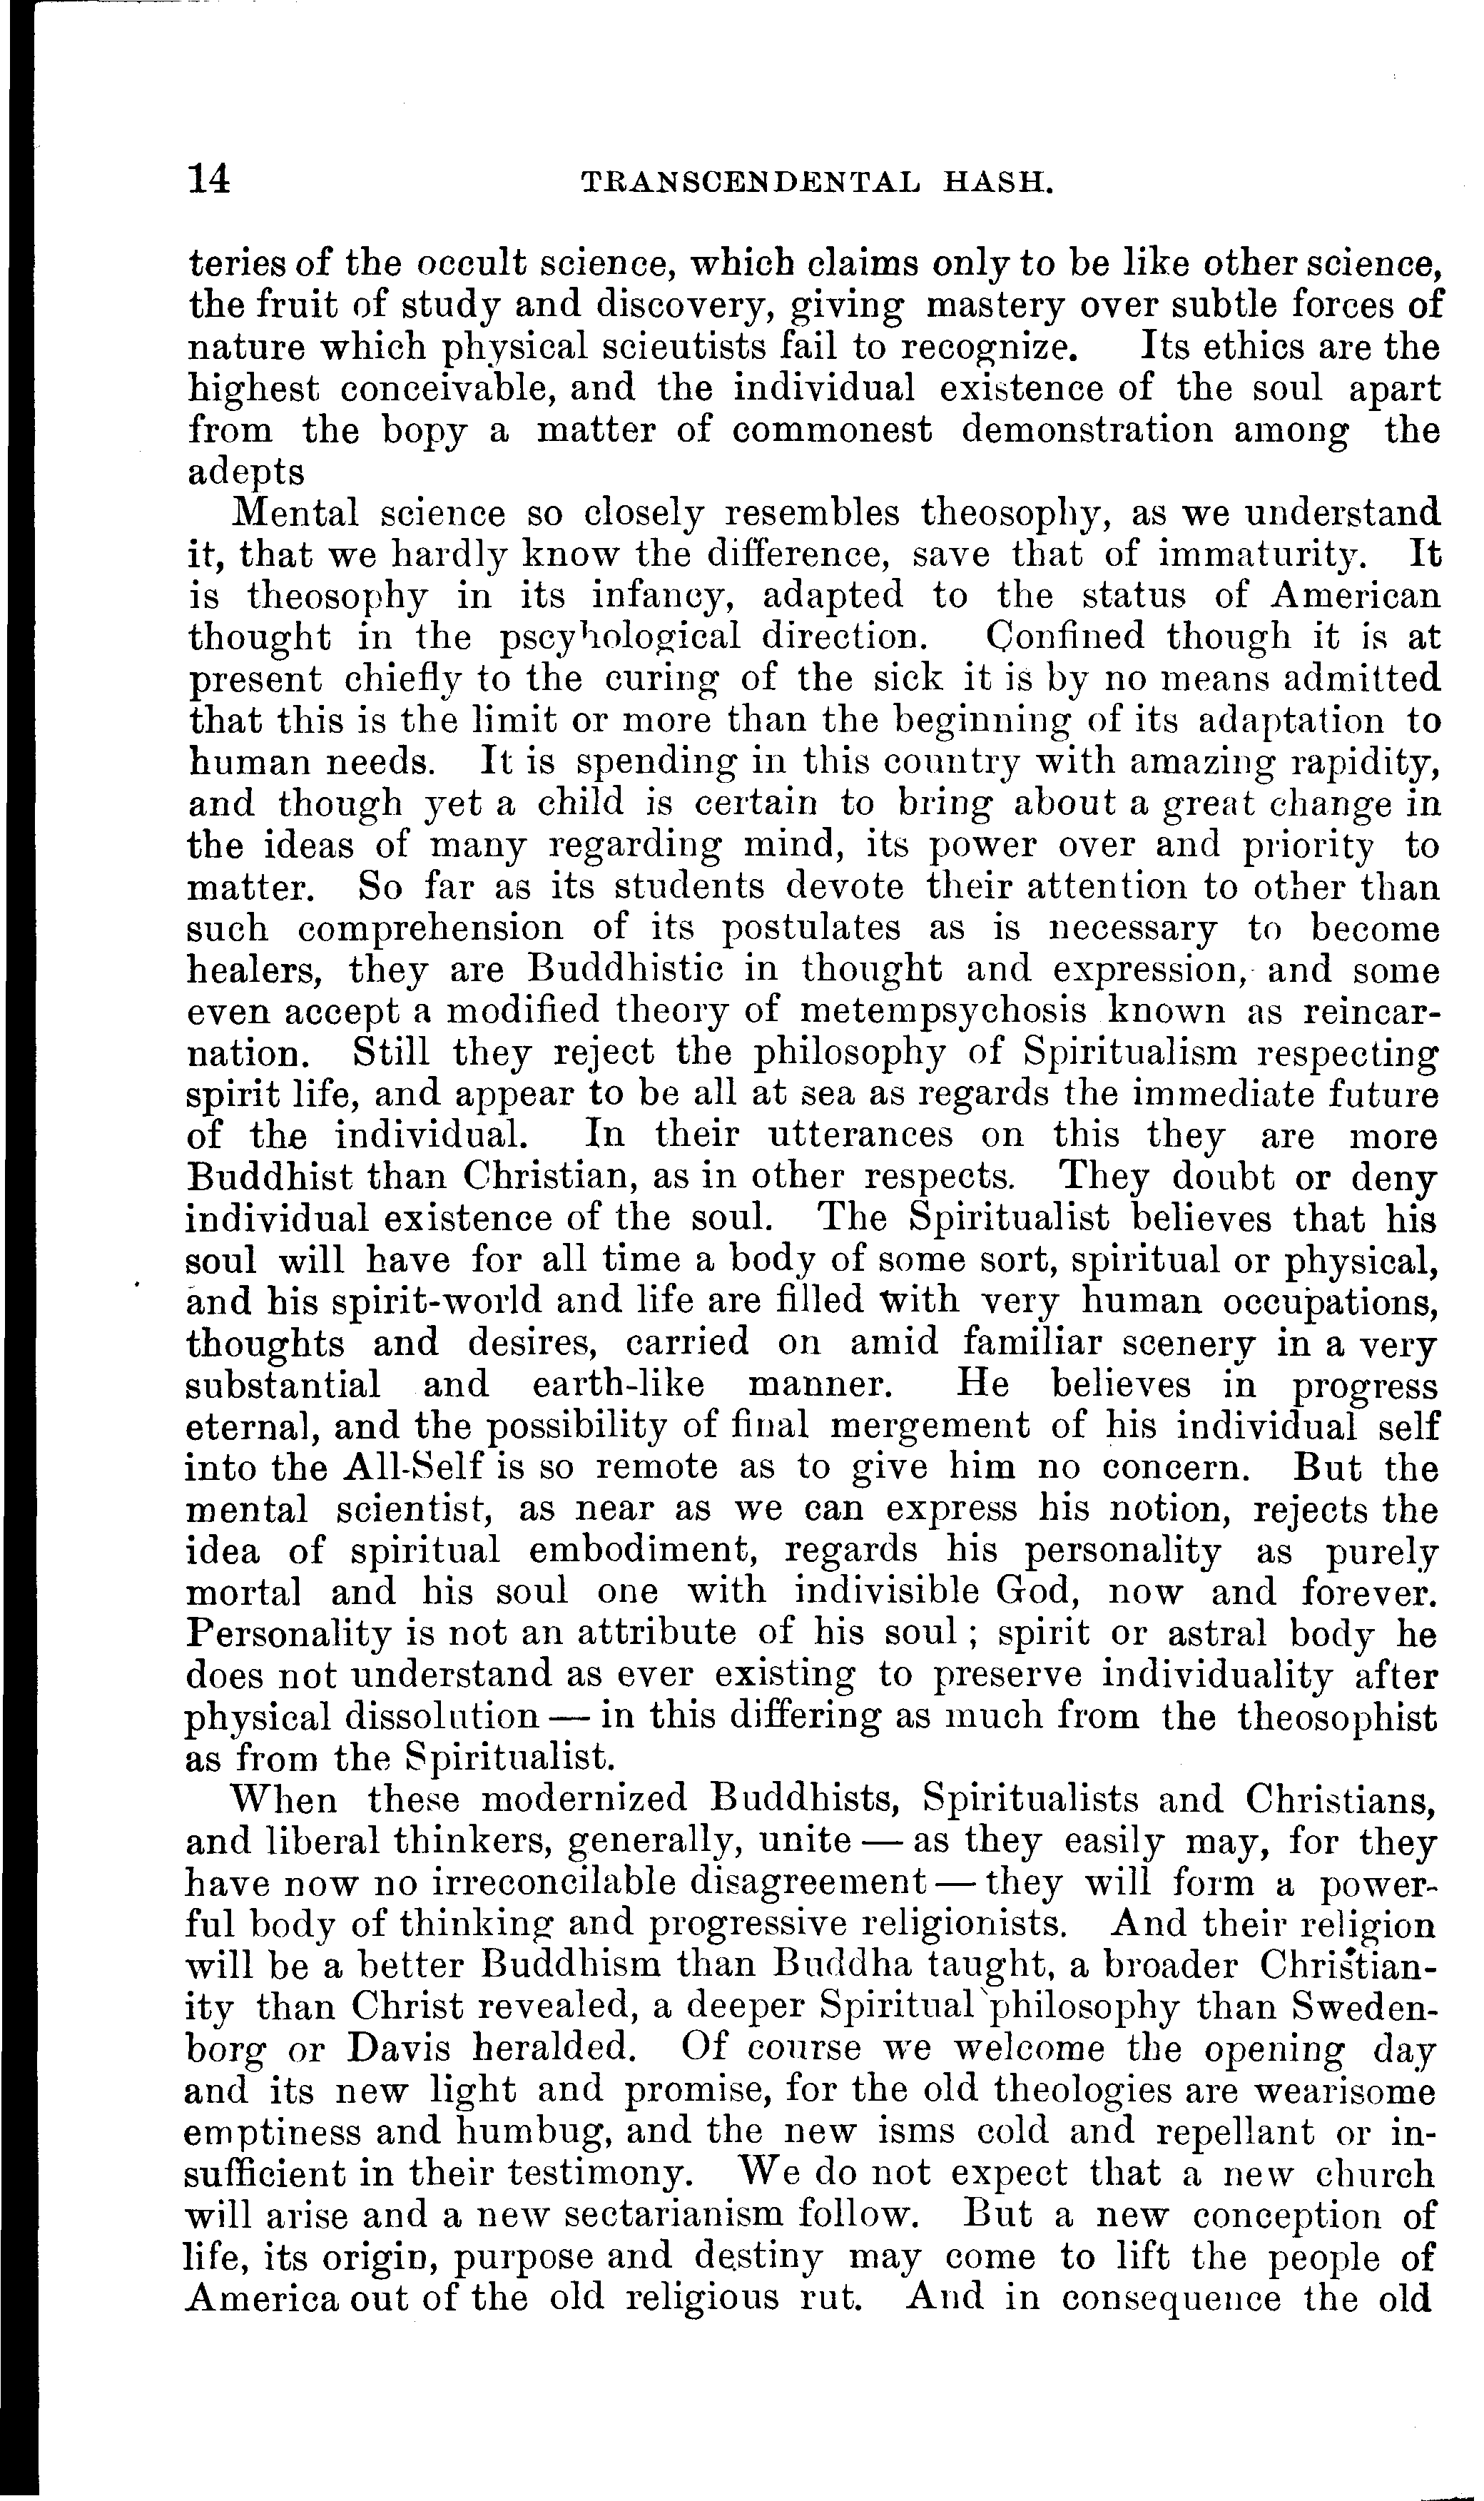 14 TRANSCENDENTAL HASH.
teries of the occult science, which claims only to be like other science,
the fruit of study and discovery, giving mastery over subtle forces of
nature which physical scieutists fail to recognize. Its ethics are the
highest conceivable, and the individual existence of the soul apart
from the bopy a matter of commonest demonstration among the
adepts
Mental science so closely resembles theosophy, as we understand
it, that we hardly know the difference, save that of immaturity. It
is theosophy in its infancy, adapted to the status of American
thought in the pscyhological direction. Confined though it is at
present chiefly to the curing of the sick it is by no means admitted
that this is the limit or more than the beginning of its adaptation to
human needs. It is spending in this country with amazing rapidity,
and though yet a child is certain to bring about a great change in
the ideas of many regarding mind, its power over and priority to
matter. So far as its students devote their attention to other than
such comprehension of its postulates as is necessary to become
healers, they are Buddhistic in thought and expression, and some
even accept a modified theory of metempsychosis known as reincar-
nation. Still they reject the philosophy of Spiritualism respecting
spirit life, and appear to be all at sea as regards the immediate future
of the individual. In their utterances on this they are more
Buddhist than Christian, as in other respects. They doubt or deny
individual existence of the soul. The Spiritualist believes that his
soul will have for all time a body of some sort, spiritual or physical,
and his spirit-world and life are filled with very human occupations,
thoughts and desires, carried on amid familiar scenery in a very
substantial and earth-like manner. He believes in progress
eternal, and the possibility of final mergement of his individual self
into the All-Self is so remote as to give him no concern. But the
mental scientist, as near as we can express his notion, rejects the
idea of spiritual embodiment, regards his personality as purely
mortal and his soul one with indivisible God, now and forever.
Personality is not an attribute of his soul ; spirit or astral body he
does not understand as ever existing to preserve individuality after
physical dissolution — in this differing as much from the theosophist
as from the Spiritualist.
When these modernized Buddhists, Spiritualists and Christians,
and liberal thinkers, generally, unite — as they easily may, for they
have now no irreconcilable disagreement — they will form a power-
ful body of thinking and progressive religionists. And their religion
will be a better Buddhism than Buddha taught, a broader Christian-
ity than Christ revealed, a deeper Spiritual philosophy than Sweden-
borg or Davis heralded. Of course we welcome the opening day
and its new light and promise, for the old theologies are wearisome
emptiness and humbug, and the new isms cold and repellant or in-
sufficient in their testimony. We do not expect that a new church
will arise and a new sectarianism follow. But a new conception of
life, its origin, purpose and destiny may come to lift the people of
America out of the old religious rut. And in consequence the old